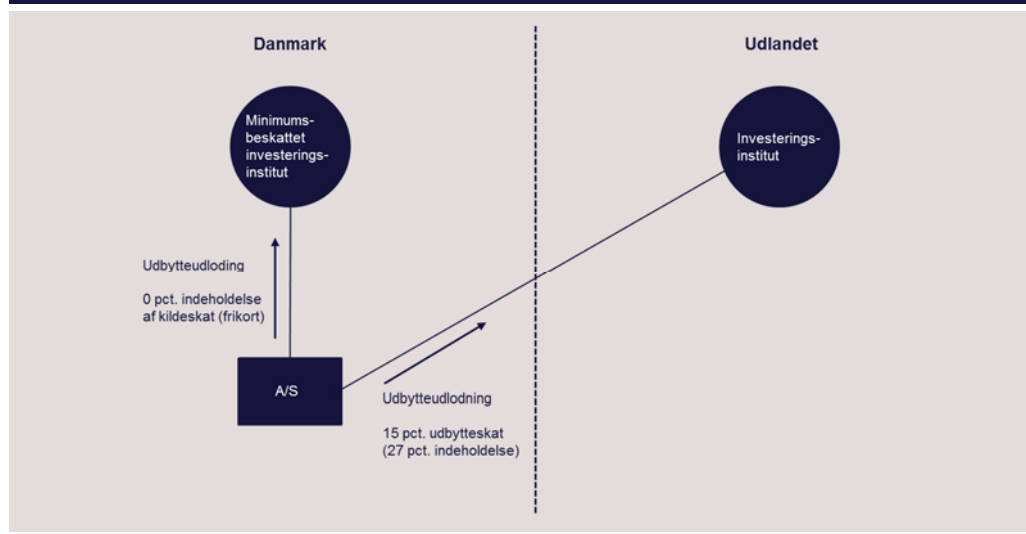 Danmark
Udlandet
Minimums-
beskattet
investerings-
institut
Investerings-
institut
Udbytteudloding
0 pct. indeholdelse
af kildeskat (frikort)
A/S
Udbytteudlodning
15 pct. udbytteskat
(27 pct. indeholdelse)